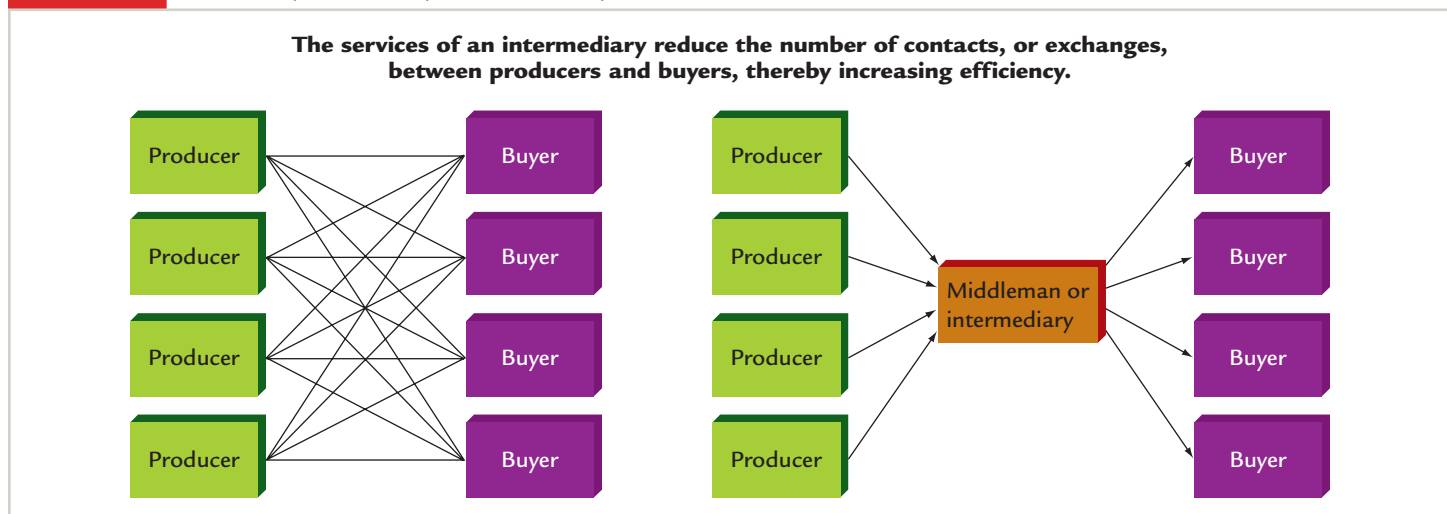 The services of an intermediary reduce the number of contacts, or exchanges,
between producers and buyers, thereby increasing efficiency.
Producer
Buyer
Producer
Buyer
Producer
Buyer
Producer
Buyer
Producer
Producer
Producer
Producer
Middleman or
intermediary
Buyer
Buyer
Buyer
Buyer